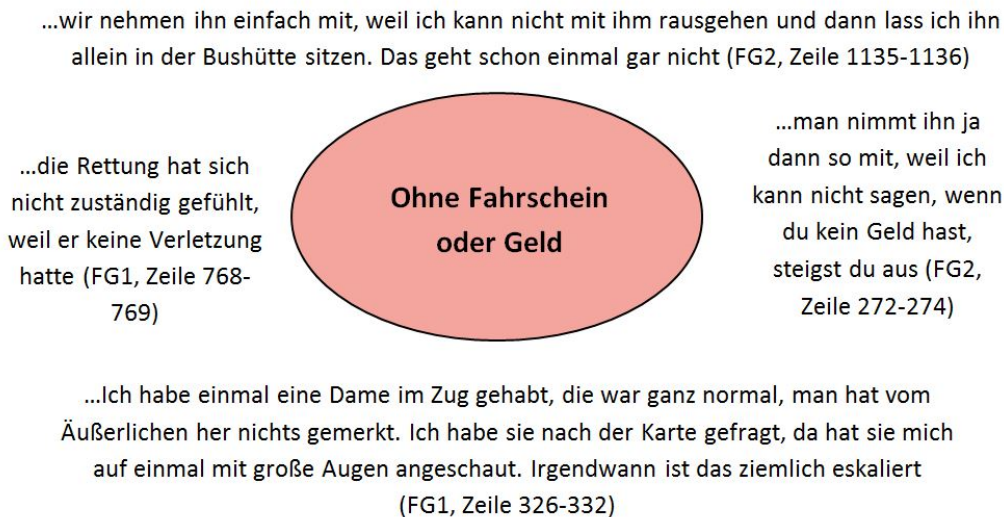 ...wir nehmen ihn einfach mit, weil ich kann nicht mit ihm rausgehen und dann lass ich ihn
allein in der Bushütte sitzen. Das geht schon einmal gar nicht (FG2, Zeile 1135-1136)
...die Rettung hat sich
nicht zuständig gefühlt,
weil er keine Verletzung
hatte (FG1, Zeile 768-
769)
Ohne Fahrschein
oder Geld
...man nimmt ihn ja
dann so mit, weil ich
kann nicht sagen, wenn
du kein Geld hast,
steigst du aus (FG2,
Zeile 272-274)
...Ich habe einmal eine Dame im Zug gehabt, die war ganz normal, man hat vom
Äußerlichen her nichts gemerkt. Ich habe sie nach der Karte gefragt, da hat sie mich
auf einmal mit große Augen angeschaut. Irgendwann ist das ziemlich eskaliert
(FG1, Zeile 326-332)